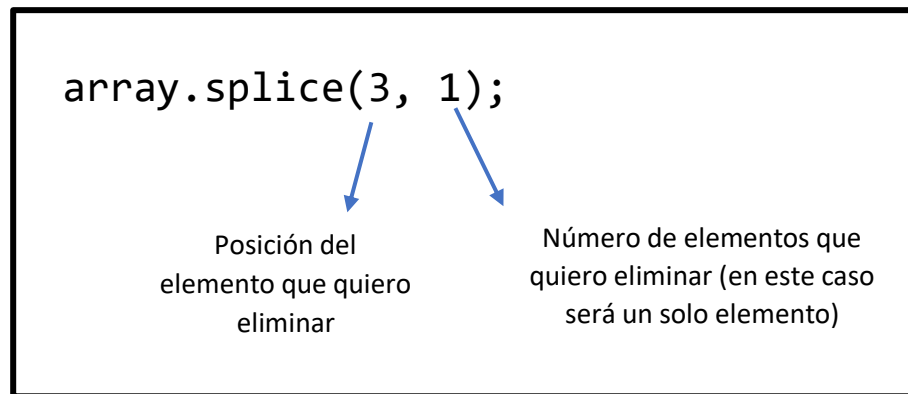 array.splice(3, 1);
Posición del
elemento que quiero
eliminar
Número de elementos que
quiero eliminar (en este caso
será un solo elemento)